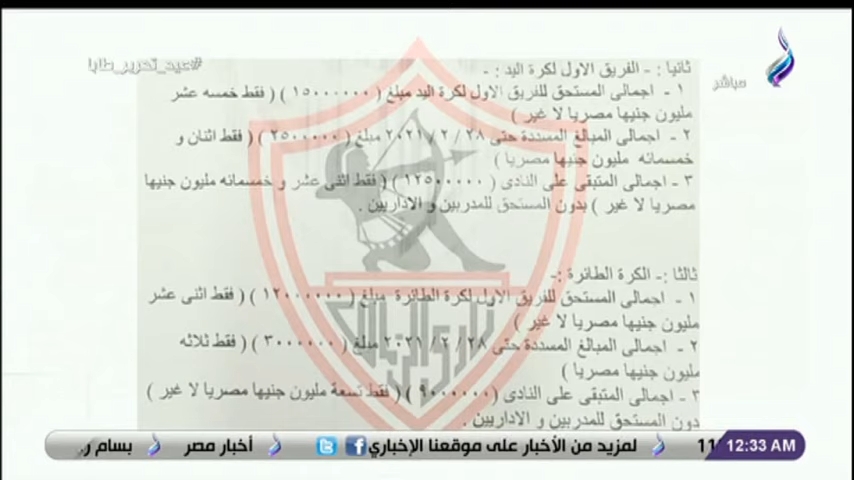 #عيد_تحرير_طابا
مباشر
ثانيا : - الفريق الاول لكرة اليد : -
١ - اجمالى المستحق للفريق الاول لكرة اليد مبلغ ( ١٥٠٠٠٠٠٠ ) ( فقط خمسه عشر
مليون جنيها مصريا لا غير )
٢ - اجمالى المبالغ المسددة حتى ٢٨ / ٢ / ٢٠٢١ مبلغ ( ٢٥٠٠٠٠٠ ) ( فقط اثنان و
خمسمائه مليون جنيها مصريا )
٣ - اجمالى المتبقى على النادى ( ١٢٥٠٠٠٠٠ ) ( فقط اثنى عشر و خمسمائه مليون جنيها
مصريا لا غير ) بدون المستحق للمدربين و الاداريين .
ثالثا :- الكرة الطائرة :-
١ - اجمالى المستحق للفريق الاول لكرة الطائرة مبلغ ( ١٢٠٠٠٠٠٠ ) ( فقط اثنى عشر
مليون جنيها مصريا لا غير )
٢ - اجمالى المبالغ المسددة حتى ٢٨ / ٢ / ٢٠٢١ مبلغ ( ٣٠٠٠٠٠٠ ) ( فقط ثلاثه
مليون جنيها مصريا )
٣ - اجمالى المتبقى على النادى ( ٩٠٠٠٠٠٠ ) ( فقط تسعة مليون جنيها مصريا لا غير )
دون المستحق للمدربين و الاداريين .
نادى الزمالك
12:33 AM 11 لمزيد من الأخبار على موقعنا الإخباري أخبار مصر بسام